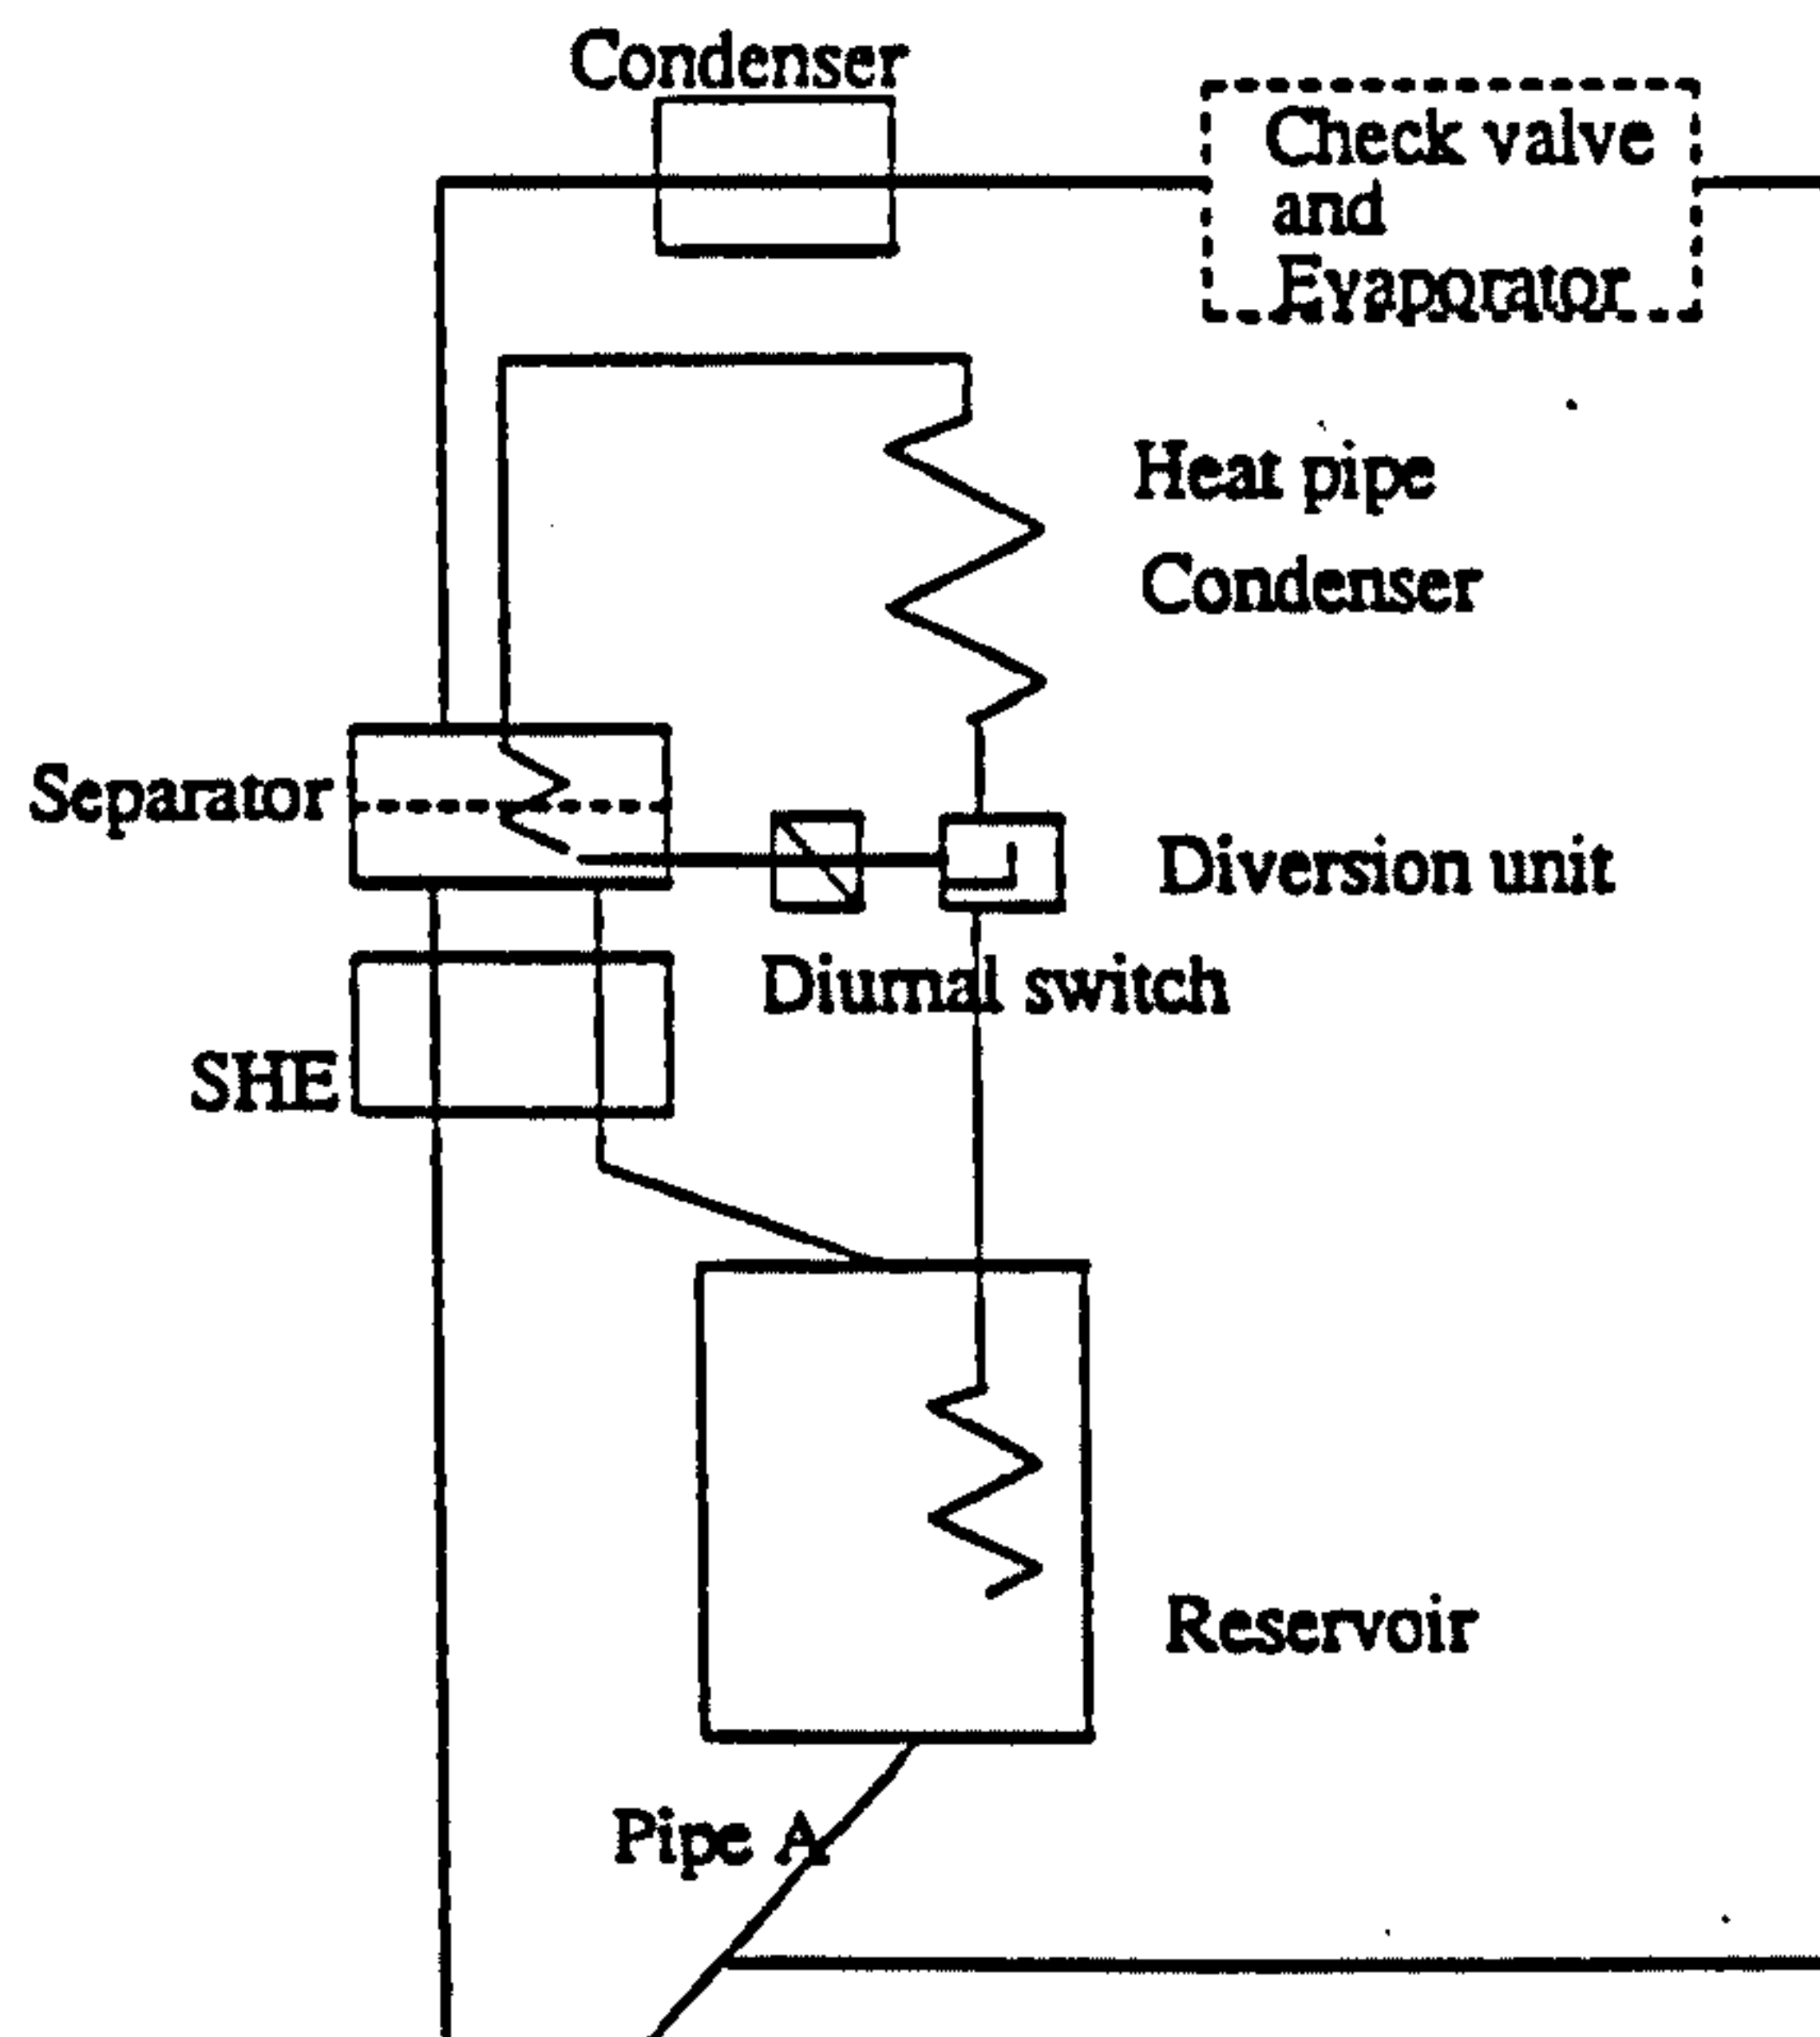 Condenser
Check valve
and
Evaporator
Heat pipe
Condenser
Separator
Diversion unit
Diurnal switch
SHE
Reservoir
Pipe A